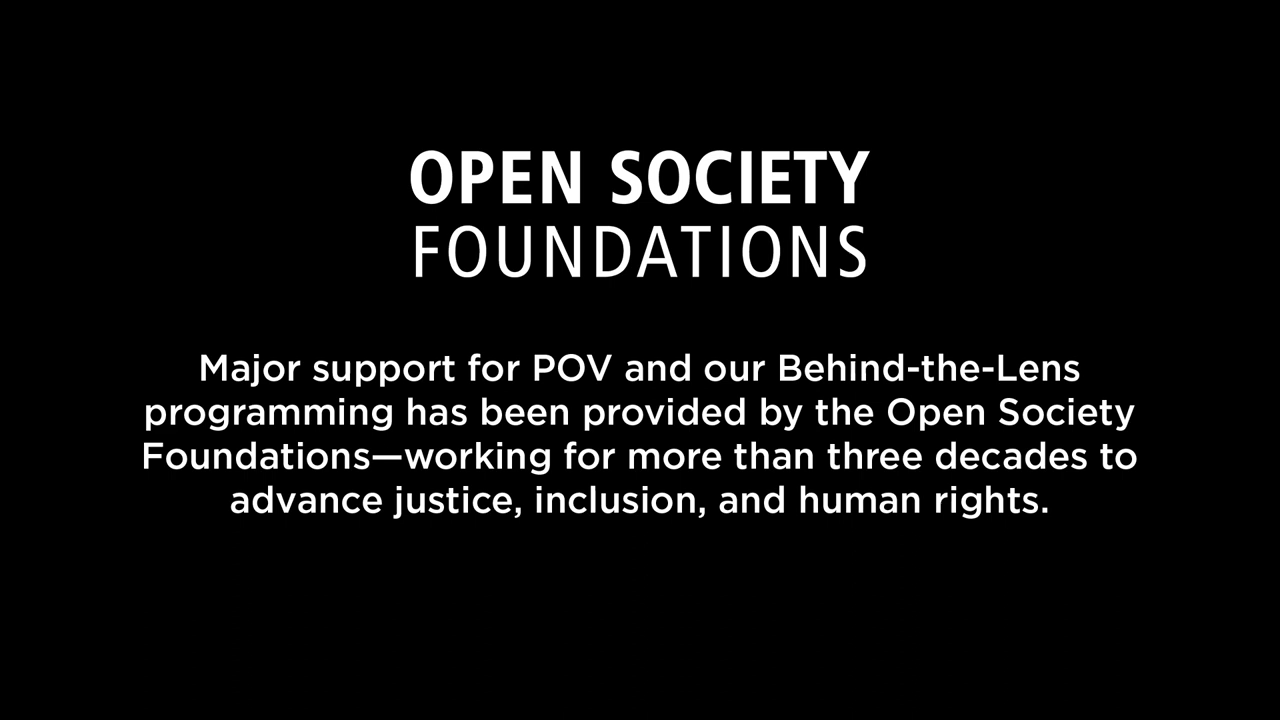 OPEN SOCIETY
FOUNDATIONS
Major support for POV and our Behind-the-Lens
programming has been provided by the Open Society
Foundations—working for more than three decades to
advance justice, inclusion, and human rights.